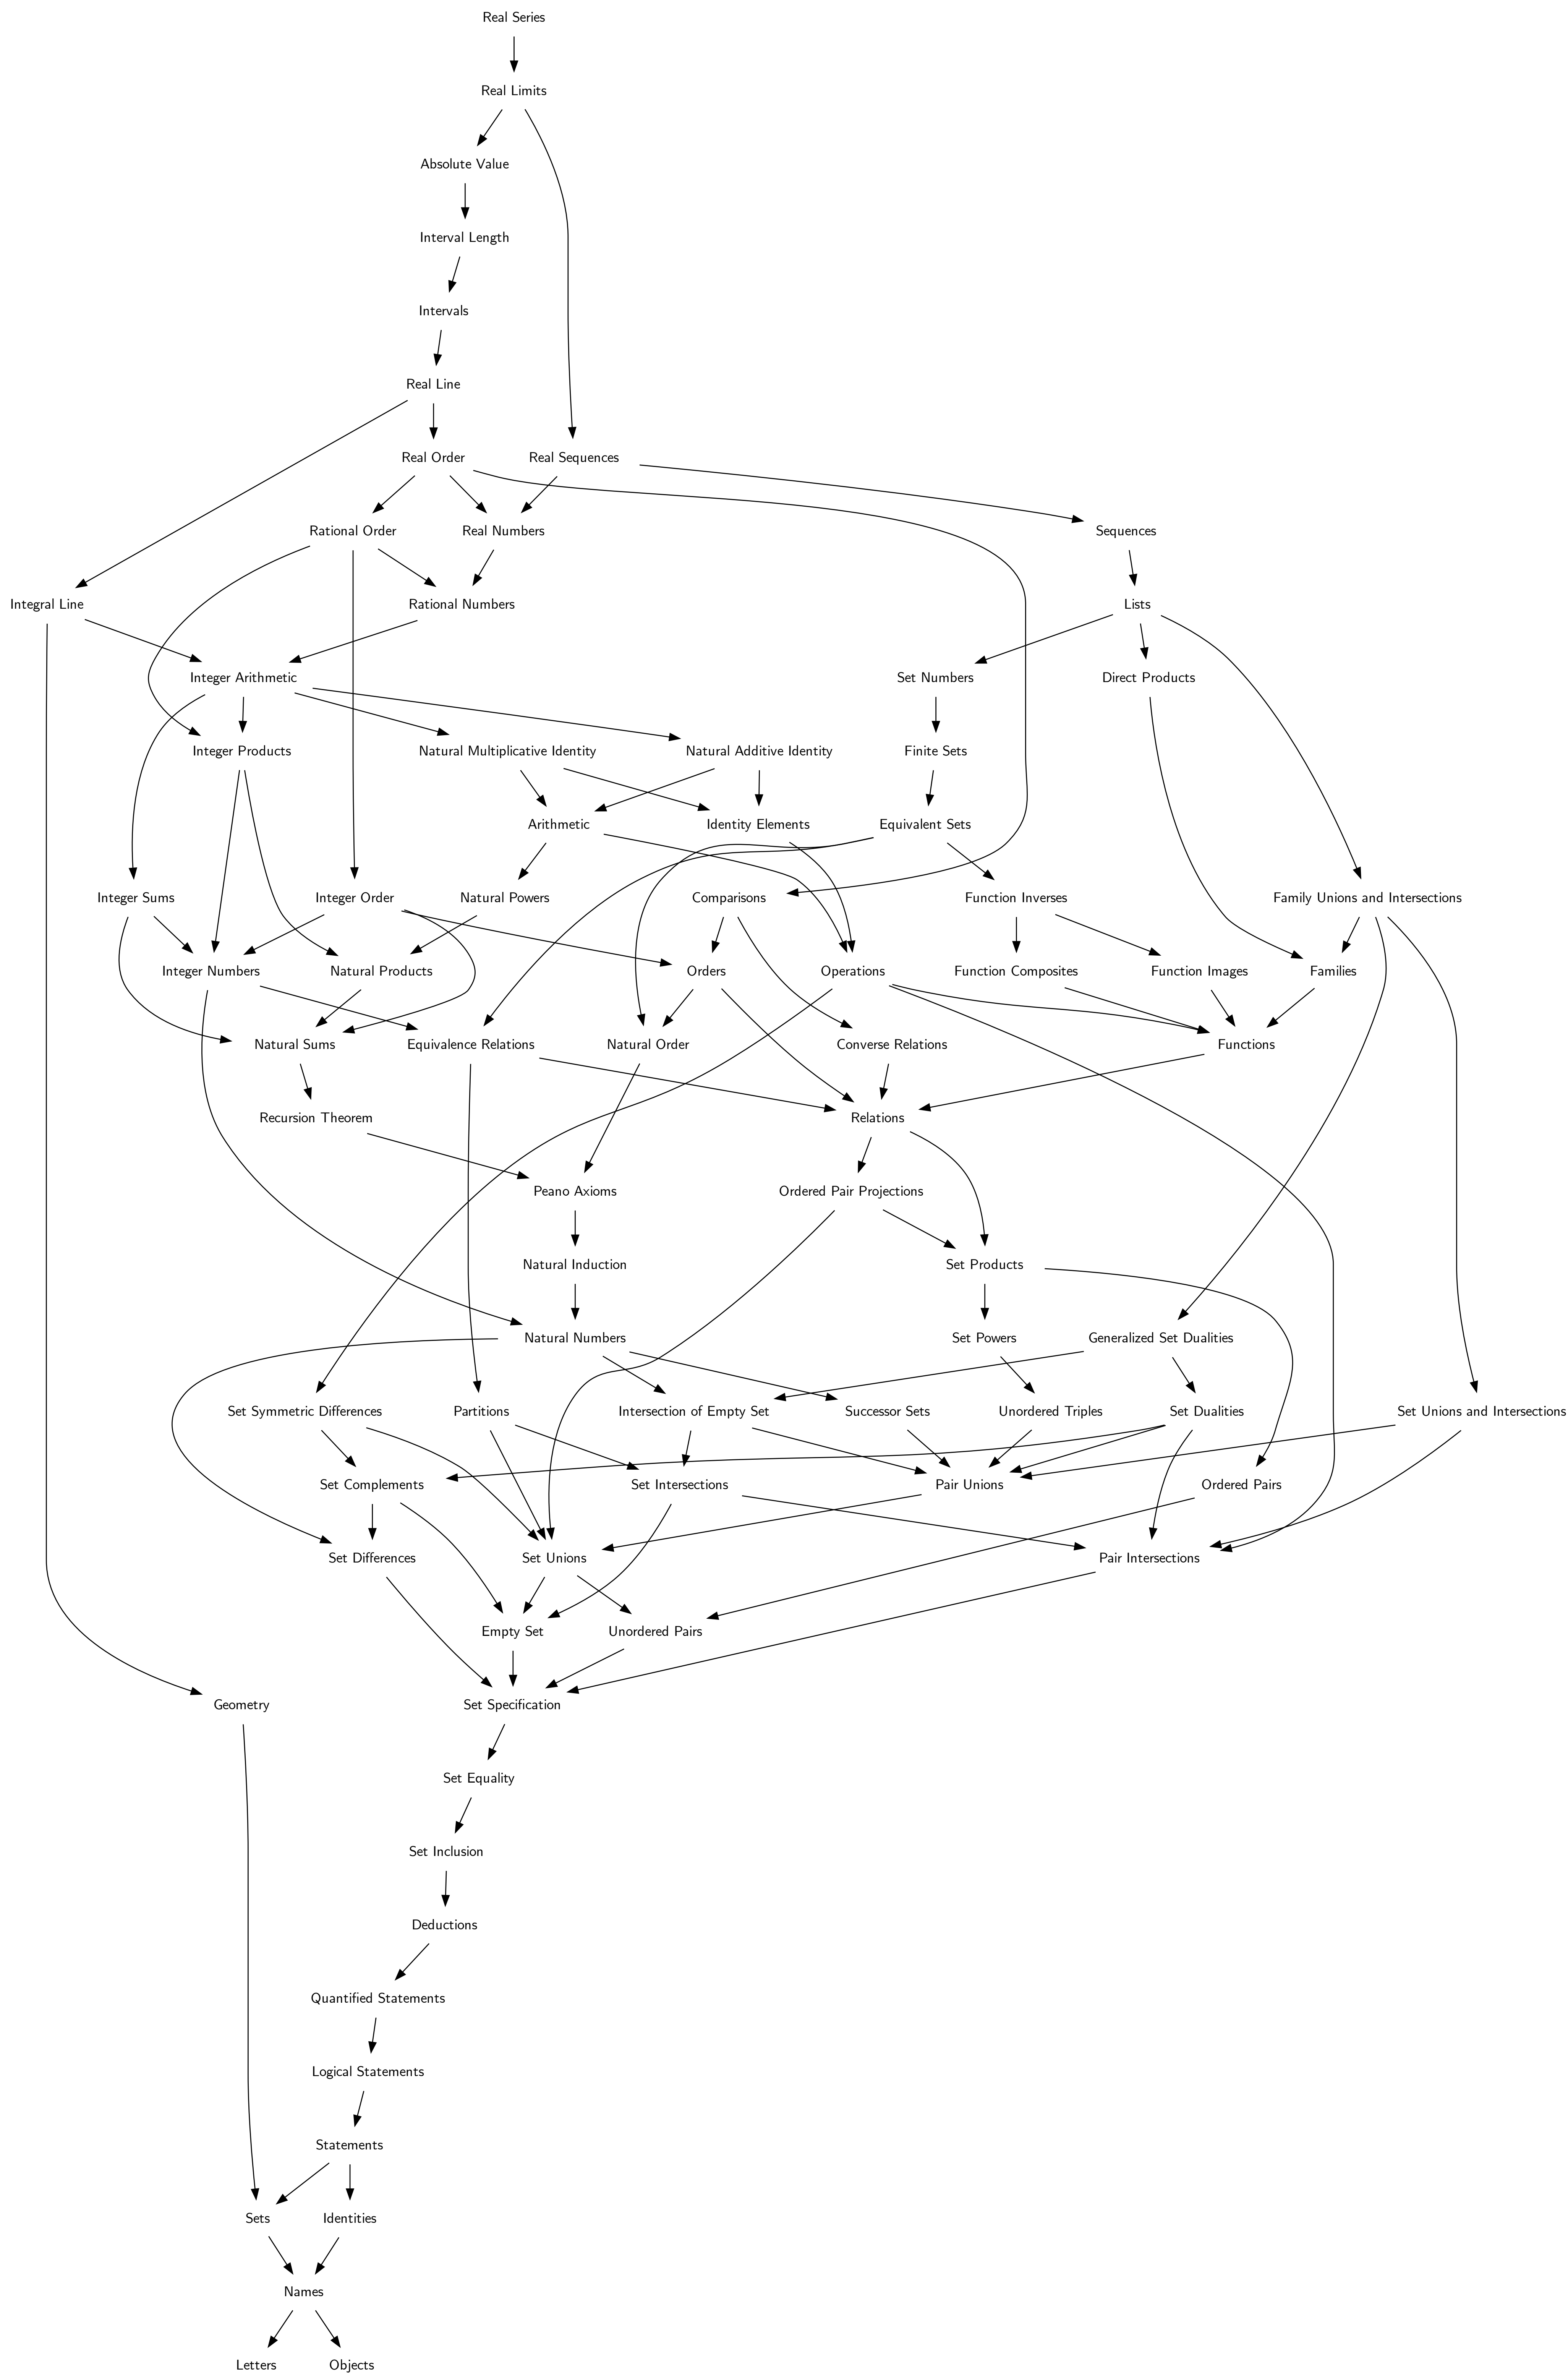 Real Series
Real Limits
Absolute Value
Interval Length
Intervals
Real Line
Real Order
Real Sequences
Rational Order
Real Numbers
Sequences
Integral Line
Rational Numbers
Lists
Integer Arithmetic
Set Numbers
Direct Products
Integer Products
Natural Multiplicative Identity
Natural Additive Identity
Finite Sets
Arithmetic
Identity Elements
Equivalent Sets
Integer Sums
Integer Order
Natural Powers
Comparisons
Function Inverses
Family Unions and Intersections
Integer Numbers
Natural Products
Orders
Operations
Function Composites
Function Images
Families
Natural Sums
Equivalence Relations
Natural Order
Converse Relations
Functions
Recursion Theorem
Relations
Peano Axioms
Ordered Pair Projections
Natural Induction
Set Products
Natural Numbers
Set Powers
Generalized Set Dualities
Set Symmetric Differences
Partitions
Intersection of Empty Set
Successor Sets
Unordered Triples
Set Dualities
Set Unions and Intersections
Set Complements
Set Intersections
Pair Unions
Ordered Pairs
Set Differences
Set Unions
Pair Intersections
Empty Set
Unordered Pairs
Geometry
Set Specification
Set Equality
Set Inclusion
Deductions
Quantified Statements
Logical Statements
Statements
Sets
Identities
Names
Letters
Objects